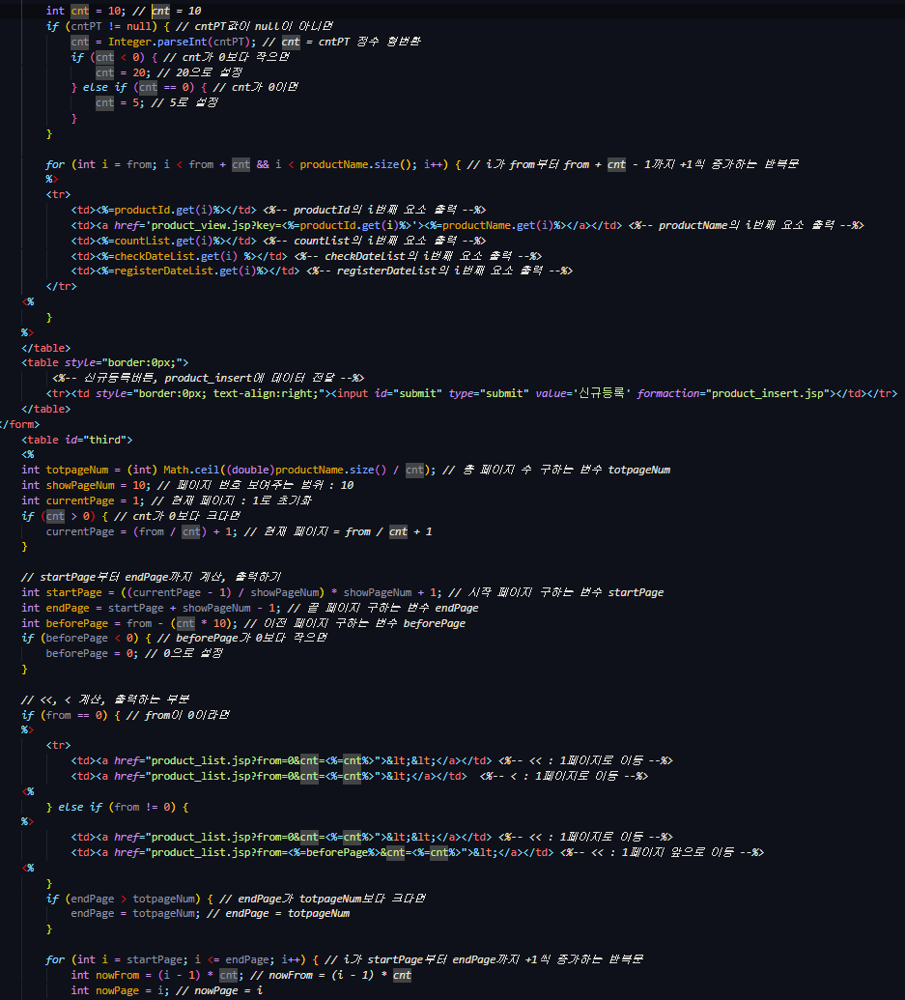 int cnt = 10; // cnt = 10
if (cntPT != null) { // cntPT값이 null이 아니면
cnt = Integer.parseInt(cntPT); // cnt = cntPT 정수 형변환
if (cnt < 0) { // cnt가 0보다 작으면
cnt = 20; // 20으로 설정
} else if (cnt == 0) { // cnt가 0이면
cnt = 5; // 5로 설정
}
}
for (int i = from; i < from + cnt && i < productName.size(); i++) { // i가 from부터 from + cnt - 1까지 +1씩 증가하는 반복문
%>
<tr>
<td><%=productId.get(i)%></td> <%-- productId의 i번째 요소 출력 --%>
<td><a href='product_view.jsp?key=<%=productId.get(i)%>'><%=productName.get(i)%></a></td> <%-- productName의 i번째 요소 출력 --%>
<td><%=countList.get(i)%></td> <%-- countList의 i번째 요소 출력 --%>
<td><%=checkDateList.get(i) %></td> <%-- checkDateList의 i번째 요소 출력 --%>
<td><%=registerDateList.get(i)%></td> <%-- registerDateList의 i번째 요소 출력 --%>
</tr>
<%
}
%>
</table>
<table style="border:0px;">
<%-- 신규등록버튼, product_insert에 데이터 전달 --%>
<tr><td style="border:0px; text-align:right;"><input id="submit" type="submit" value='신규등록' formaction="product_insert.jsp"></td></tr>
</table>
</form>
<table id="third">
<%
int totpageNum = (int) Math.ceil((double)productName.size() / cnt); // 총 페이지 수 구하는 변수 totpageNum
int showPageNum = 10; // 페이지 번호 보여주는 범위 : 10
int currentPage = 1; // 현재 페이지 : 1로 초기화
if (cnt > 0) { // cnt가 0보다 크다면
currentPage = (from / cnt) + 1; // 현재 페이지 = from / cnt + 1
}
// startPage부터 endPage까지 계산, 출력하기
int startPage = ((currentPage - 1) / showPageNum) * showPageNum + 1; // 시작 페이지 구하는 변수 startPage
int endPage = startPage + showPageNum - 1; // 끝 페이지 구하는 변수 endPage
int beforePage = from - (cnt * 10); // 이전 페이지 구하는 변수 beforePage
if (beforePage < 0) { // beforePage가 0보다 작으면
beforePage = 0; // 0으로 설정
}
// <<, < 계산, 출력하는 부분
if (from == 0) { // from이 0이라면
%>
<tr>
<td><a href="product_list.jsp?from=0&cnt=<%=cnt%>">&lt;&lt;</a></td> <%-- << : 1페이지로 이동 --%>
<td><a href="product_list.jsp?from=0&cnt=<%=cnt%>">&lt;</a></td> <%-- < : 1페이지로 이동 --%>
<%
} else if (from != 0) {
%>
<td><a href="product_list.jsp?from=0&cnt=<%=cnt%>">&lt;&lt;</a></td> <%-- << : 1페이지로 이동 --%>
<td><a href="product_list.jsp?from=<%=beforePage%>&cnt=<%=cnt%>">&lt;</a></td> <%-- << : 1페이지 앞으로 이동 --%>
<%
}
if (endPage > totpageNum) { // endPage가 totpageNum보다 크다면
endPage = totpageNum; // endPage = totpageNum
}
for (int i = startPage; i <= endPage; i++) { // i가 startPage부터 endPage까지 +1씩 증가하는 반복문
int nowFrom = (i - 1) * cnt; // nowFrom = (i - 1) * cnt
int nowPage = i; // nowPage = i